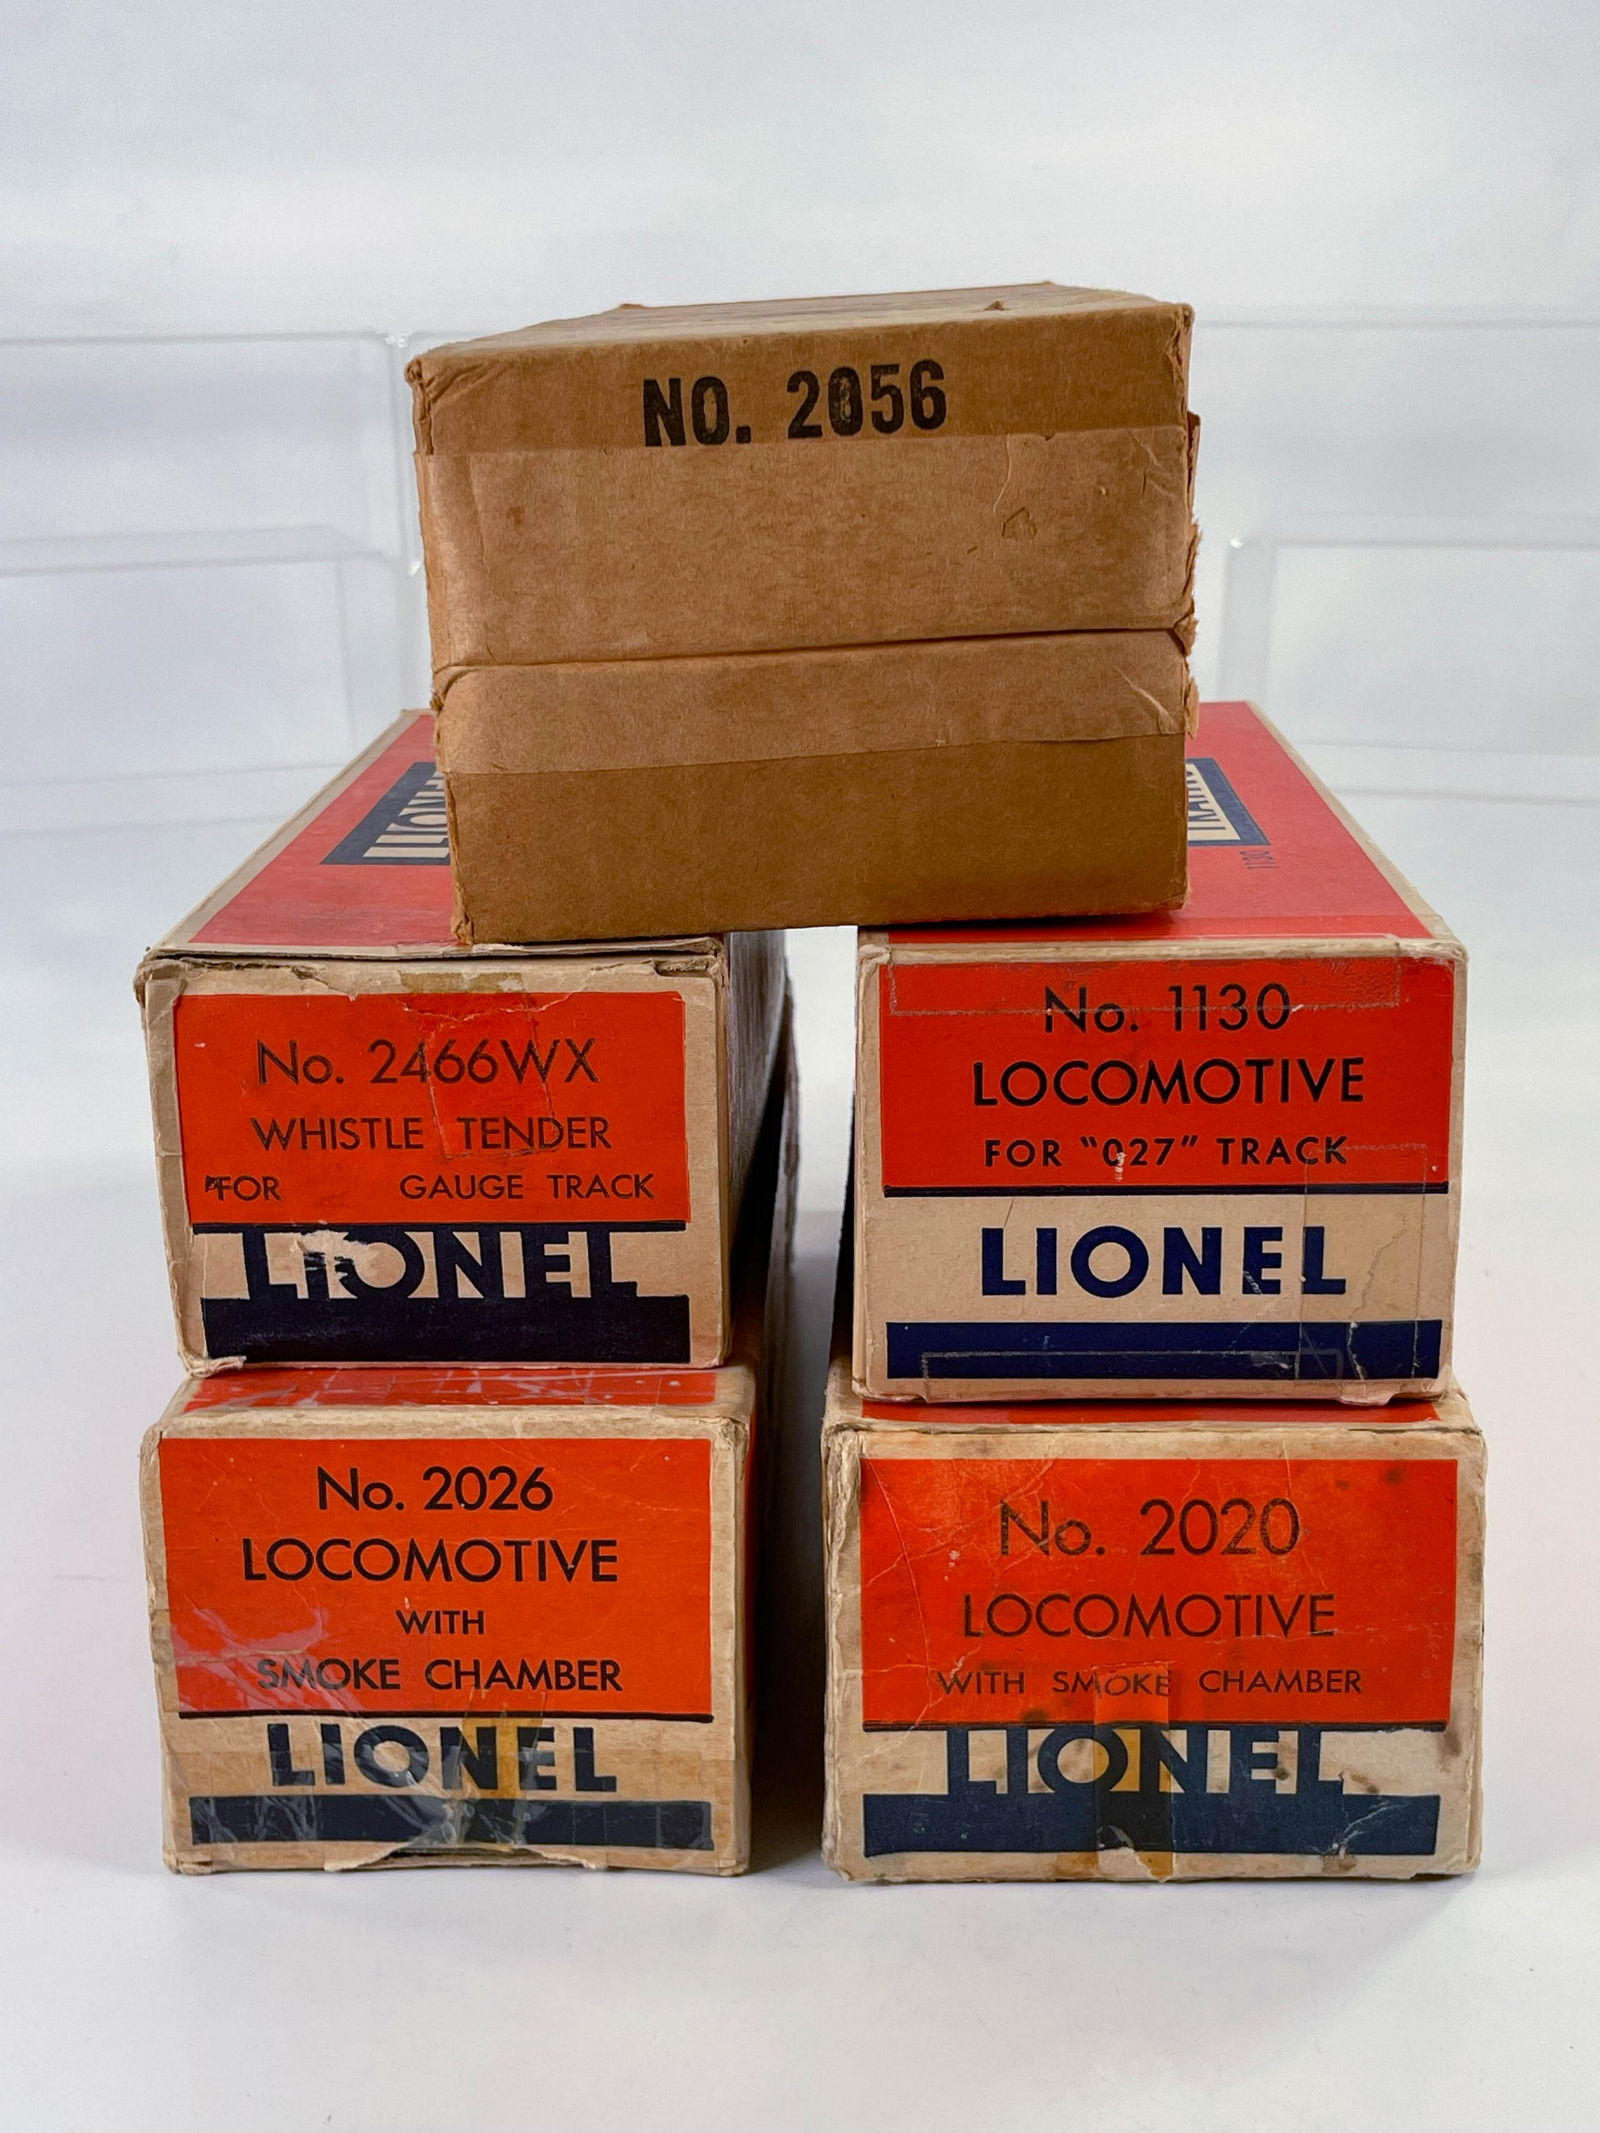 NO. 2056
1130
No. 2466WX
WHISTLE TENDER
"FOR GAUGE TRACK
LIONEL
No. 1130
LOCOMOTIVE
FOR "027" TRACK
LIONEL
No. 2026
LOCOMOTIVE
WITH
SMOKE CHAMBER
LIONEL
No. 2020
LOCOMOTIVE
WITH SMOKE CHAMBER
LIONEL